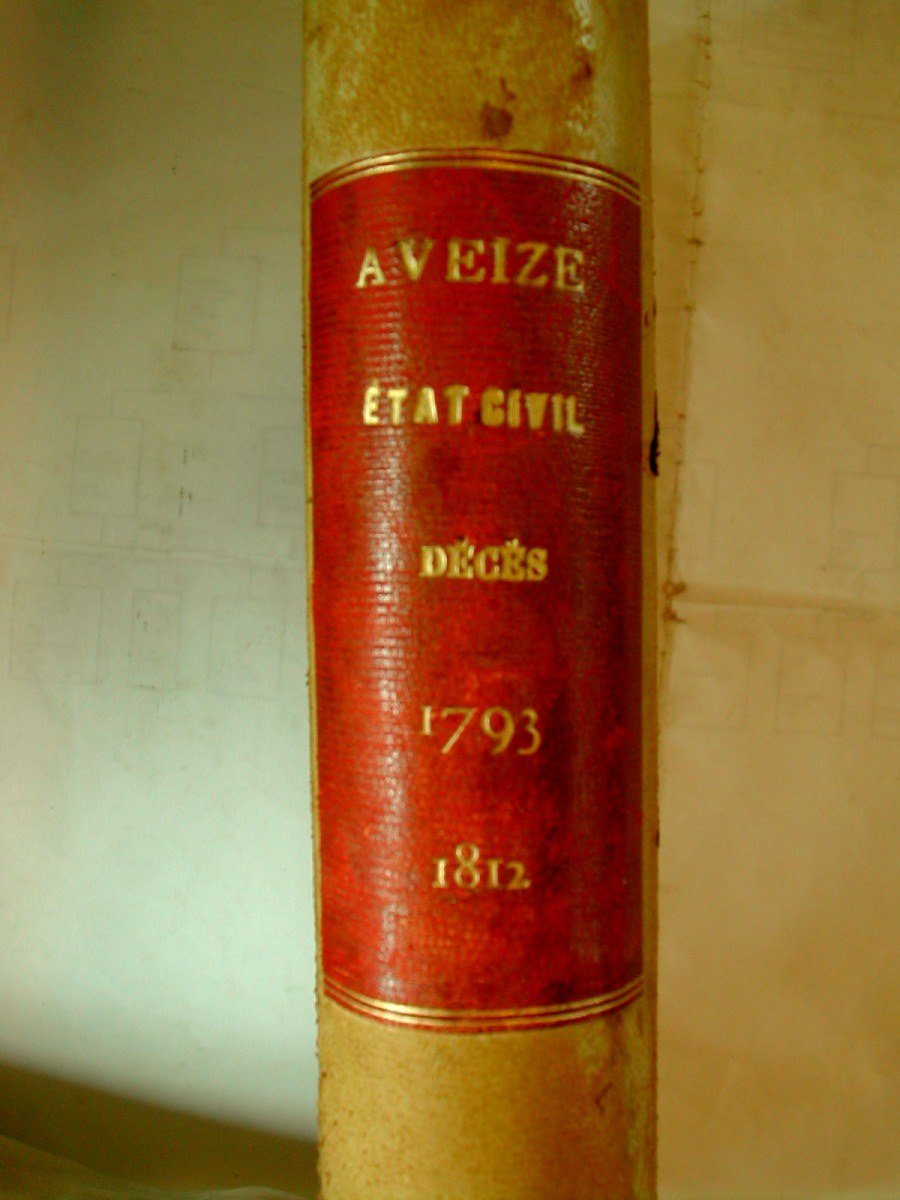 AVEIZE
ÉTAT CIVIL
DÉCÈS
1793
1812